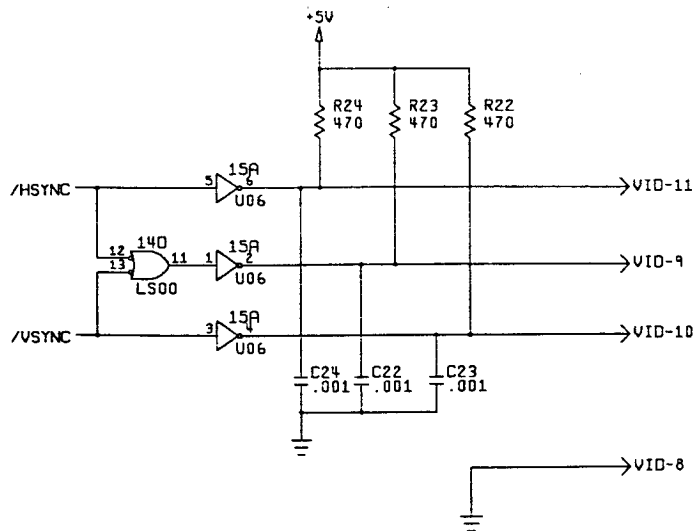 +5V
R24
470
R23
470
R22
470
/HSYNC
5
15A
6
U06
VID-11
12
13
14D
11
LS00
1
15A
2
U06
VID-9
/VSYNC
3
15A
4
U06
VID-10
C24
.001
C22
.001
C23
.001
VID-8